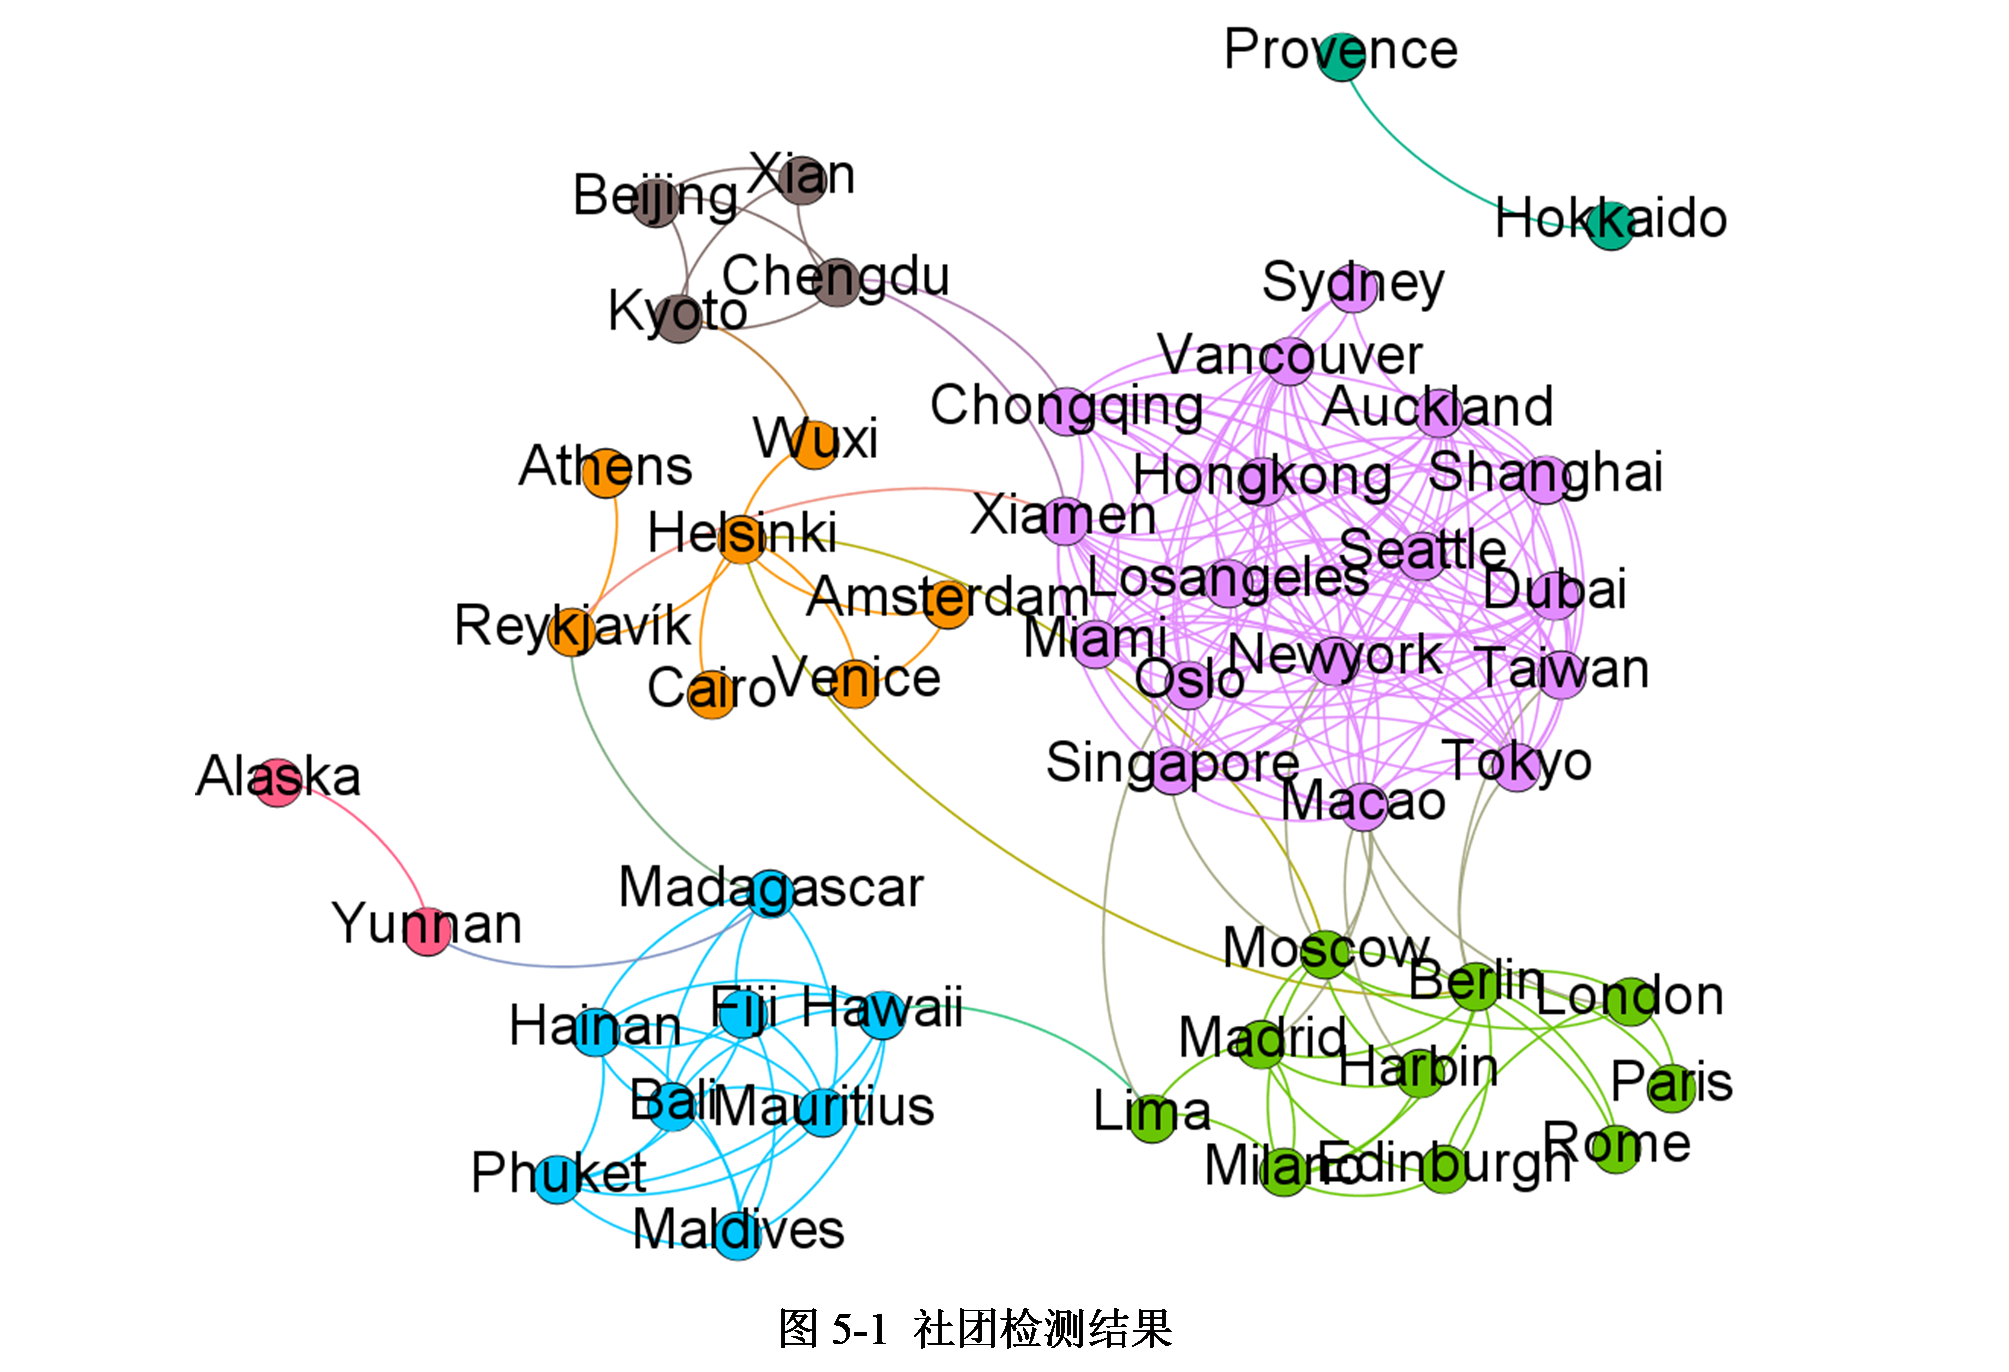 Provence
Hokkaido
Beijing
Xian
Chengdu
Kyoto
Sydney
Vancouver
Auckland
Chongqing
Hongkong
Shanghai
Xiamen
Seattle
Losangeles
Dubai
Miami
Oslo
Newyork
Taiwan
Singapore
Macao
Tokyo
Wuxi
Athens
Helsinki
Amsterdam
Reykjavík
Cairo
Venice
Alaska
Yunnan
Madagascar
Hainan
Fiji
Hawaii
Bali
Mauritius
Phuket
Maldives
Moscow
Berlin
London
Madrid
Harbin
Paris
Lima
Milano
Edinburgh
Rome
图 5-1 社团检测结果